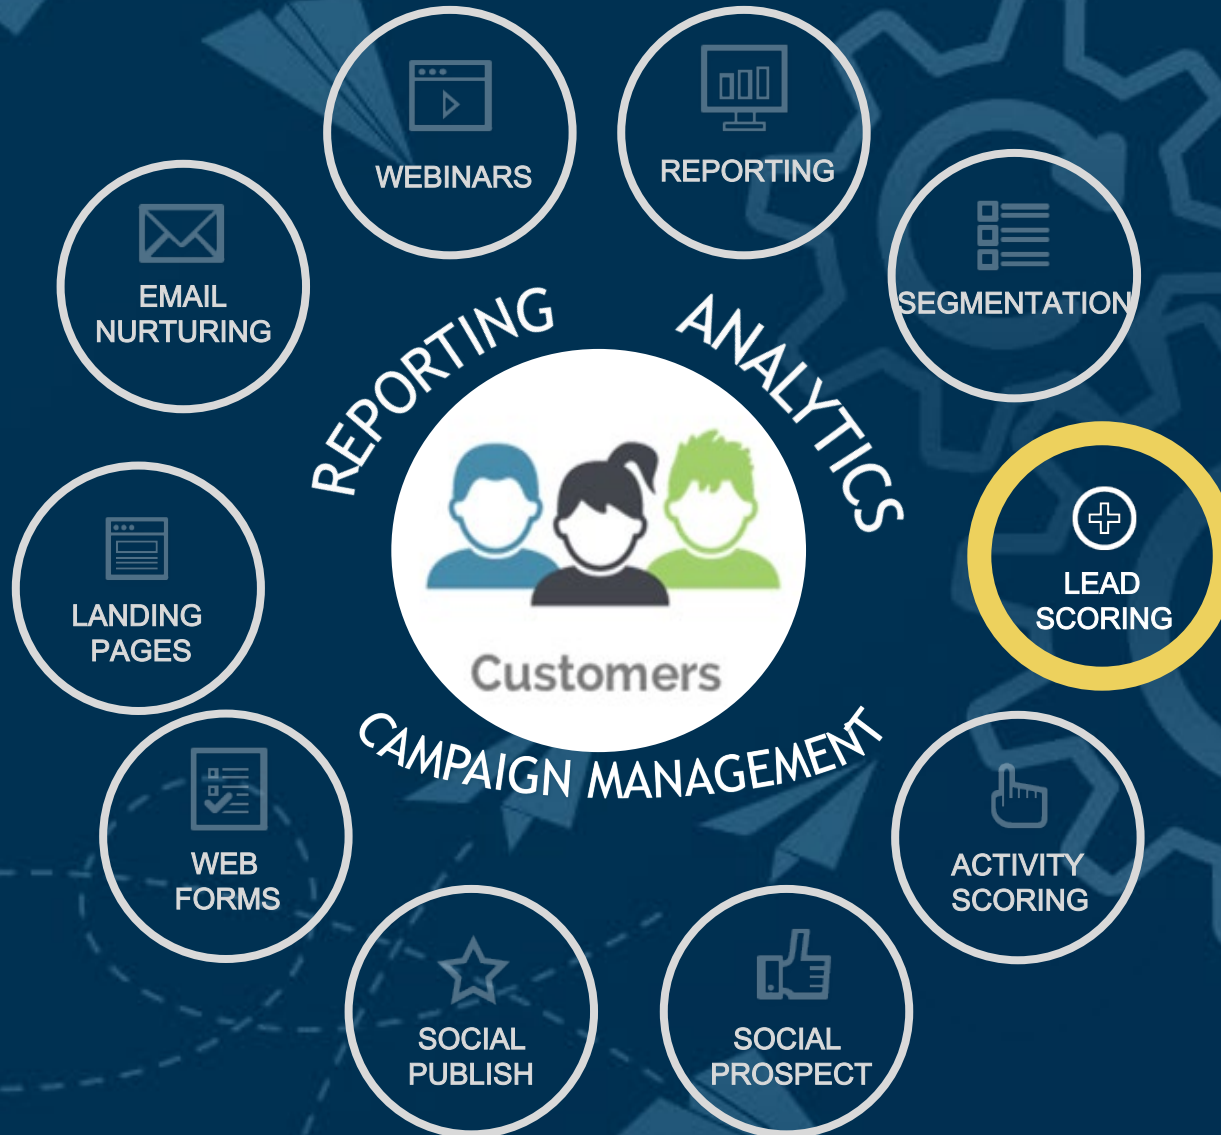 WEBINARS
REPORTING
EMAIL
NURTURING
SEGMENTATION
REPORTING
ANALYTICS
LEAD
SCORING
LANDING
PAGES
Customers
CAMPAIGN MANAGEMENT
WEB
FORMS
ACTIVITY
SCORING
SOCIAL
PUBLISH
SOCIAL
PROSPECT